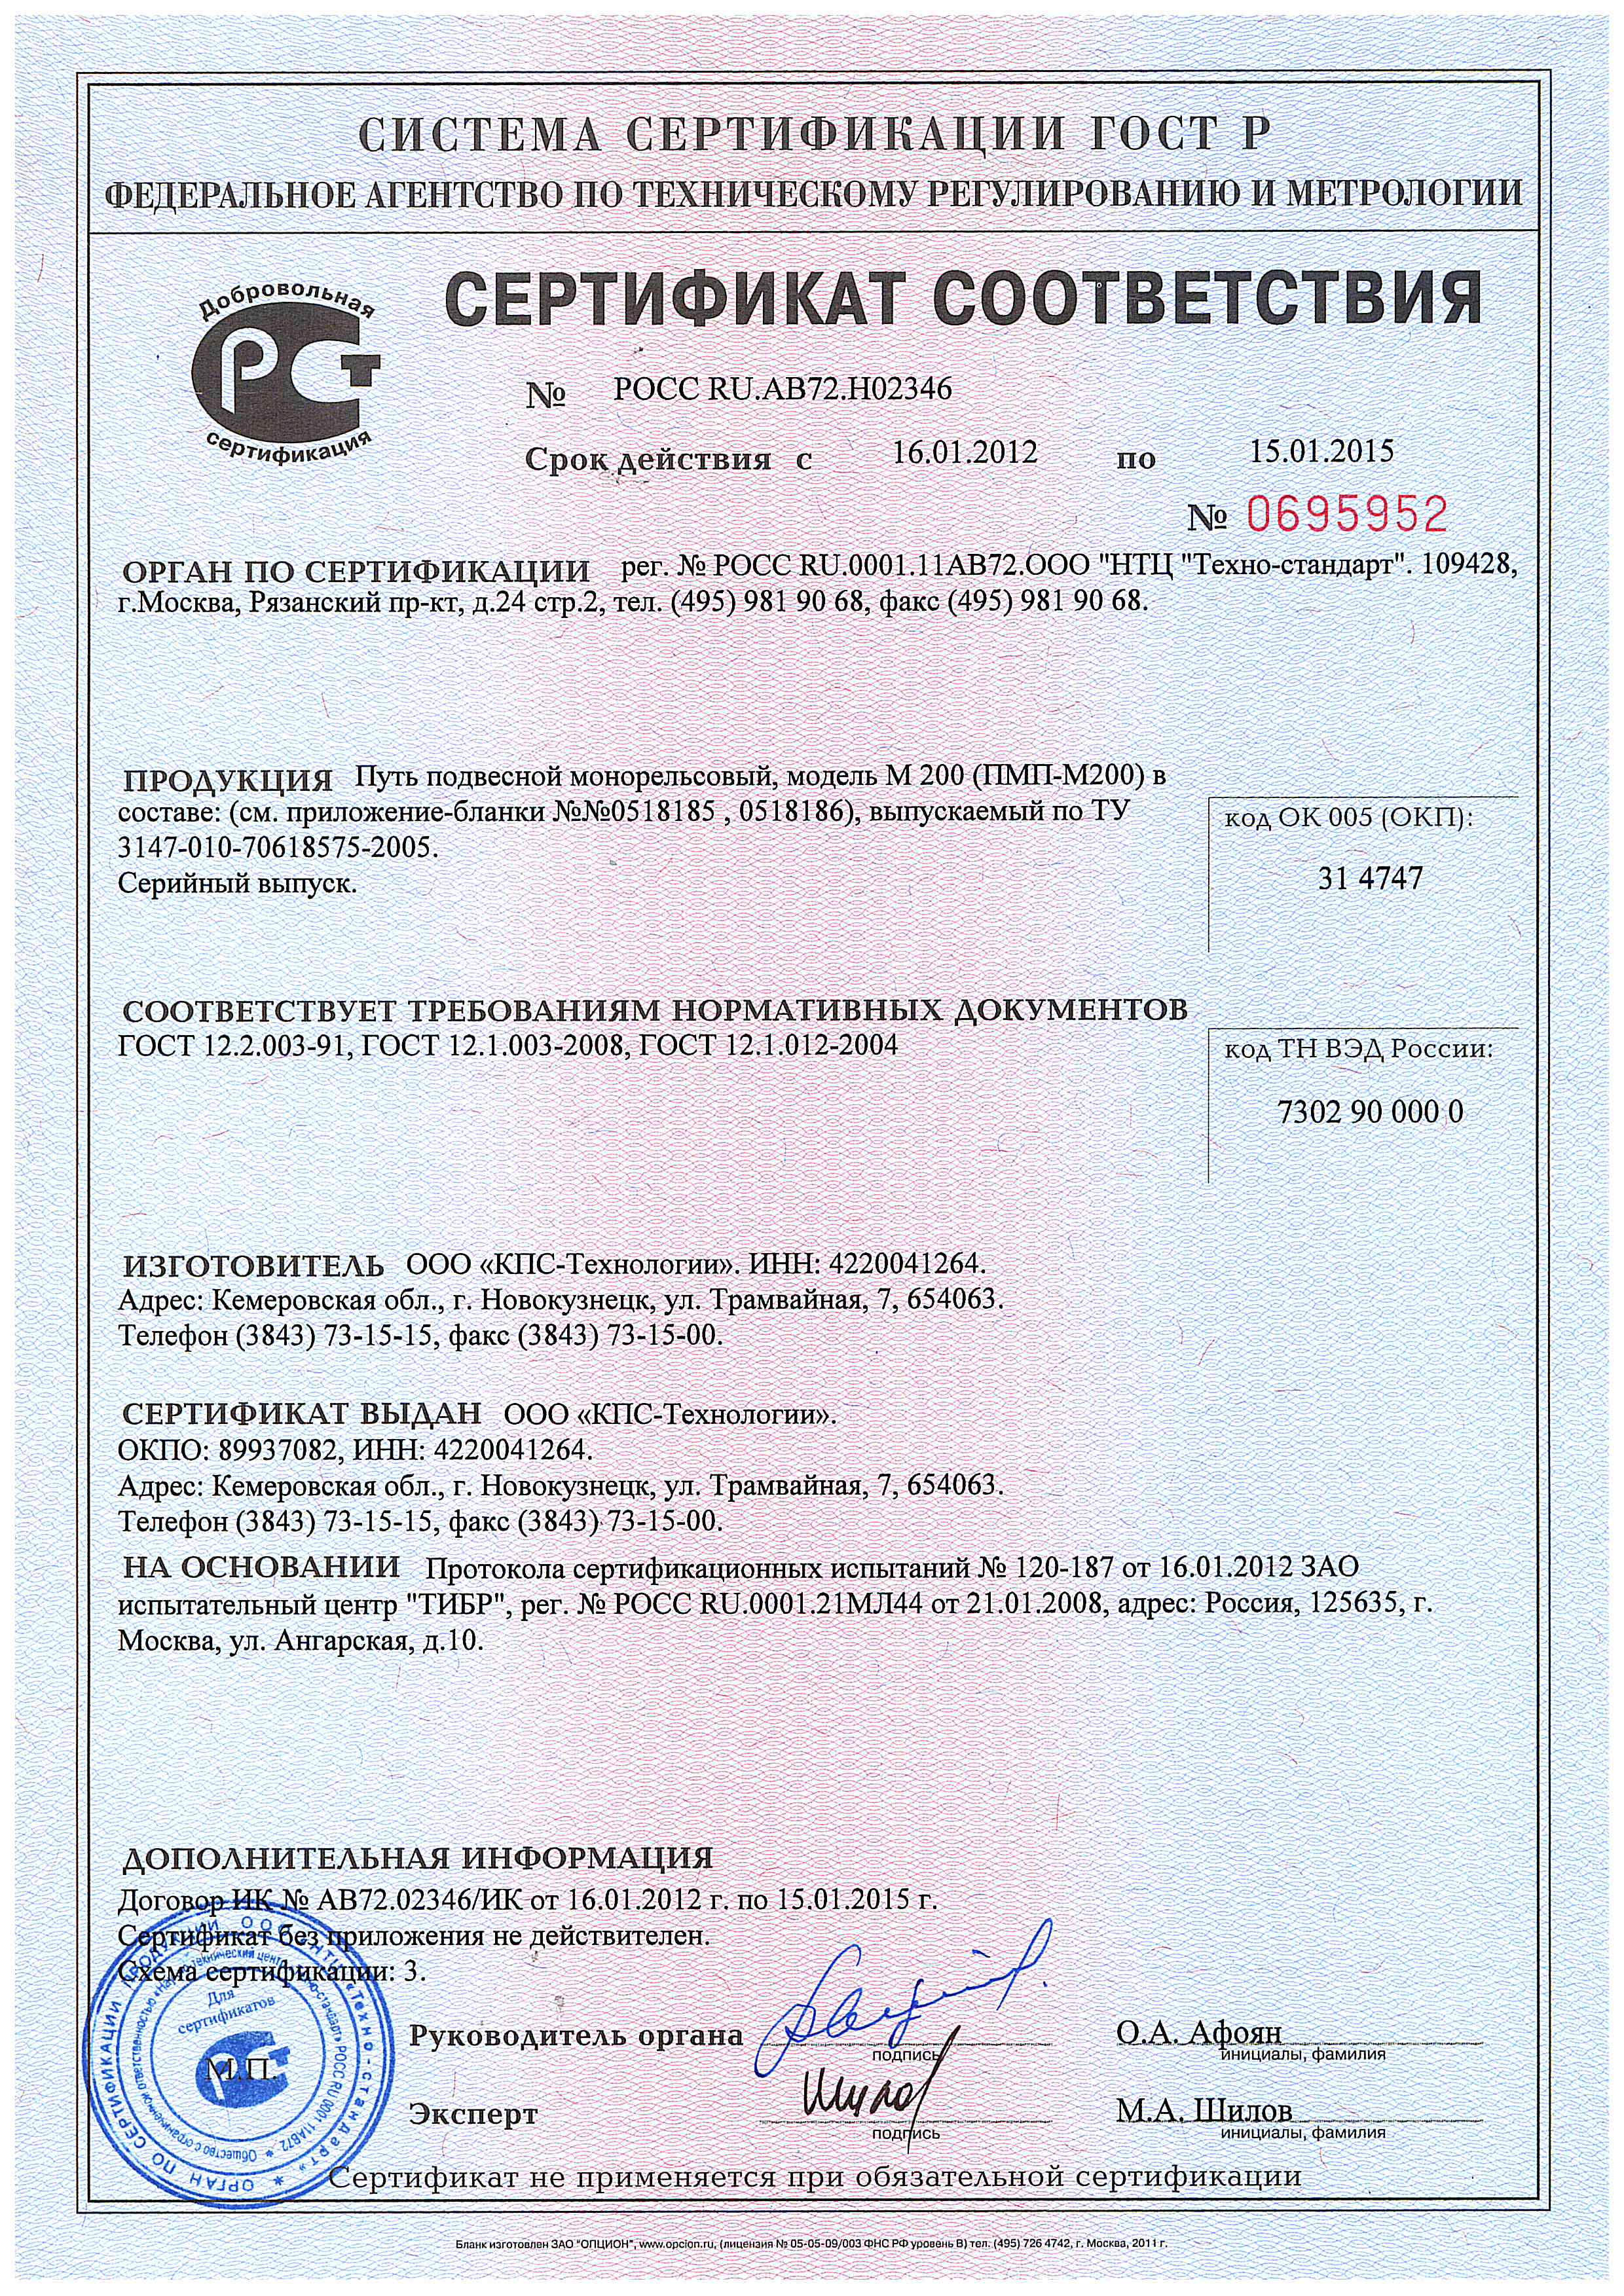 СИСТЕМА СЕРТИФИКАЦИИ ГОСТ Р
ФЕДЕРАЛЬНОЕ АГЕНТСТВО ПО ТЕХНИЧЕСКОМУ РЕГУЛИРОВАНИЮ И МЕТРОЛОГИИ
Добровольная
РСТ
сертификация
СЕРТИФИКАТ СООТВЕТСТВИЯ
№ РОСС RU.АВ72.Н02346
Срок действия с 16.01.2012 по 15.01.2015
№ 0695952
ОРГАН ПО СЕРТИФИКАЦИИ рег. № РОСС RU.0001.11АВ72.ООО "НТЦ "Техно-стандарт". 109428,
г.Москва, Рязанский пр-кт, д.24 стр.2, тел. (495) 981 90 68, факс (495) 981 90 68.
ПРОДУКЦИЯ Путь подвесной монорельсовый, модель М 200 (ПМП-М200) в
составе: (см. приложение-бланки №№0518185 , 0518186), выпускаемый по ТУ
3147-010-70618575-2005.
Серийный выпуск.
код ОК 005 (ОКП):
31 4747
СООТВЕТСТВУЕТ ТРЕБОВАНИЯМ НОРМАТИВНЫХ ДОКУМЕНТОВ
ГОСТ 12.2.003-91, ГОСТ 12.1.003-2008, ГОСТ 12.1.012-2004
код ТН ВЭД России:
7302 90 000 0
ИЗГОТОВИТЕЛЬ ООО «КПС-Технологии». ИНН: 4220041264.
Адрес: Кемеровская обл., г. Новокузнецк, ул. Трамвайная, 7, 654063.
Телефон (3843) 73-15-15, факс (3843) 73-15-00.
СЕРТИФИКАТ ВЫДАН ООО «КПС-Технологии».
ОКПО: 89937082, ИНН: 4220041264.
Адрес: Кемеровская обл., г. Новокузнецк, ул. Трамвайная, 7, 654063.
Телефон (3843) 73-15-15, факс (3843) 73-15-00.
НА ОСНОВАНИИ Протокола сертификационных испытаний № 120-187 от 16.01.2012 ЗАО
испытательный центр "ТИБР", рег. № РОСС RU.0001.21МЛ44 от 21.01.2008, адрес: Россия, 125635, г.
Москва, ул. Ангарская, д.10.
ДОПОЛНИТЕЛЬНАЯ ИНФОРМАЦИЯ
Договор ИК № АВ72.02346/ИК от 16.01.2012 г. по 15.01.2015 г.
Сертификат без приложения не действителен.
Схема сертификации: 3.
ОРГАН ПО СЕРТИФИКАЦИИ ПРОДУКЦИИ ООО «НТЦ «Техно-стандарт» *
Общество с ограниченной ответственностью «Научно-технический центр «Техно-стандарт» РОСС RU 0001 11АВ72 *
Для
сертификатов
М.П.
Руководитель органа
подпись
О.А. Афоян
инициалы, фамилия
Эксперт
Шилов
подпись
М.А. Шилов
инициалы, фамилия
Сертификат не применяется при обязательной сертификации
Бланк изготовлен ЗАО "ОПЦИОН", www.opcion.ru, (лицензия № 05-05-09/003 ФНС РФ уровень В) тел. (495) 726 4742, г. Москва, 2011 г.